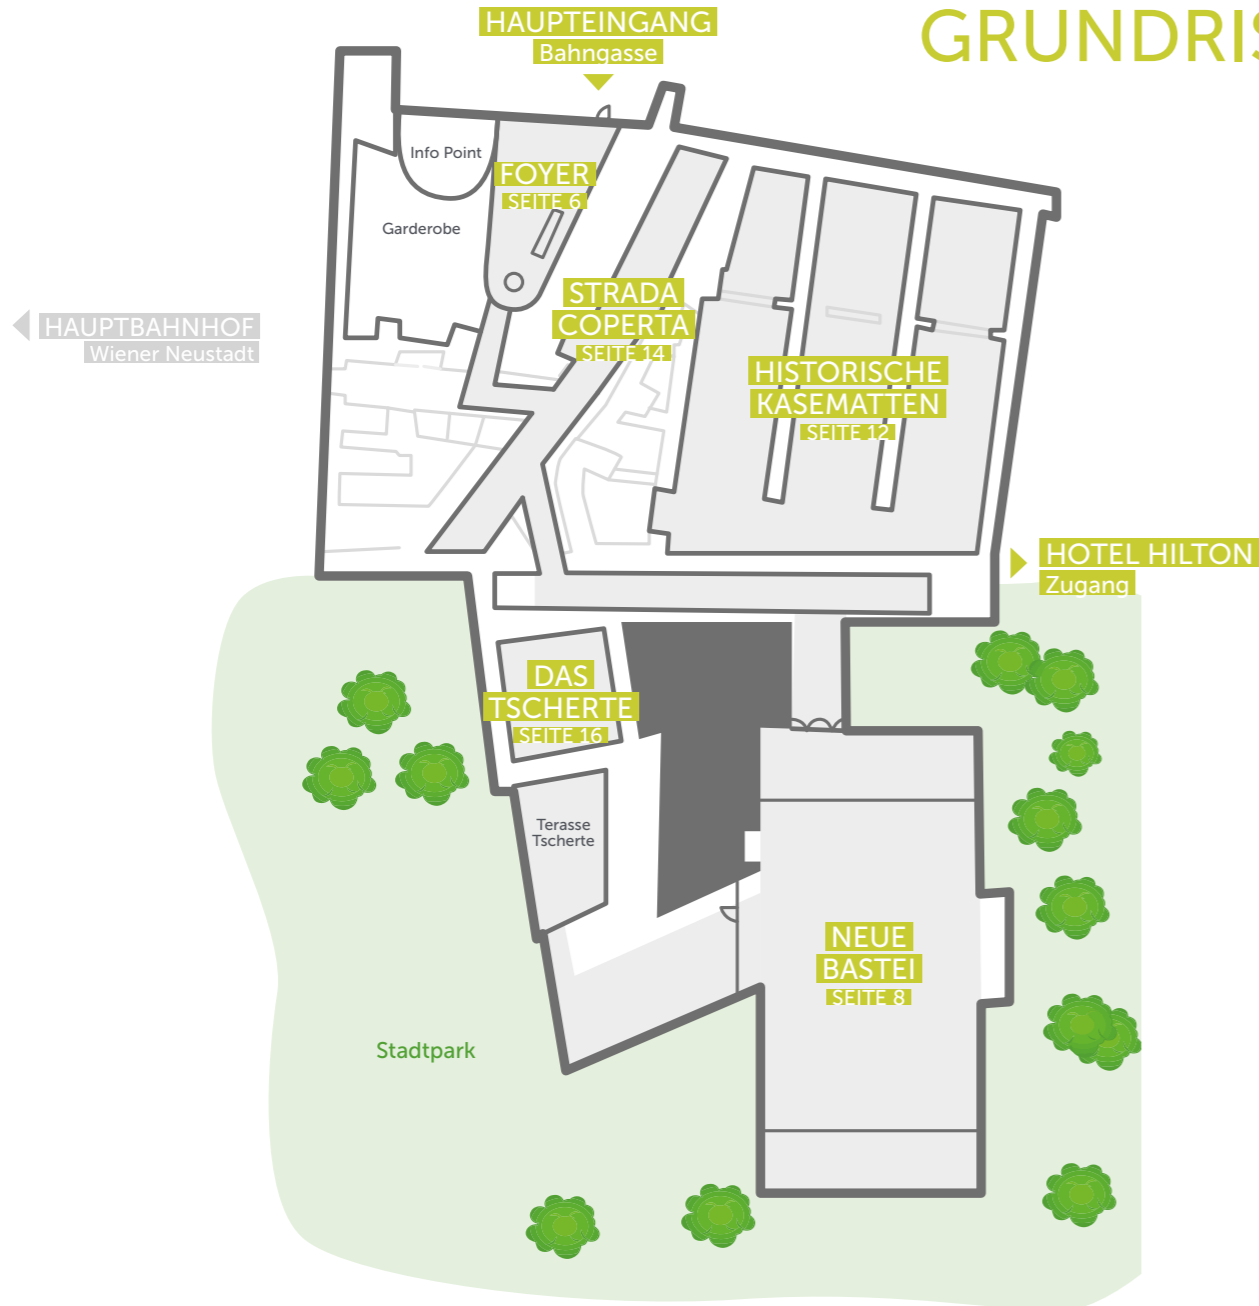 HAUPTEINGANG
Bahngasse
GRUNDRIS
Info Point
FOYER
SEITE 6
Garderobe
STRADA
COPERTA
SEITE 14
HAUPTBAHNHOF
Wiener Neustadt
HISTORISCHE
KASEMATTEN
SEITE 12
HOTEL HILTON
Zugang
DAS
TSCHERTE
SEITE 16
Terasse
Tscherte
NEUE
BASTEI
SEITE 8
Stadtpark